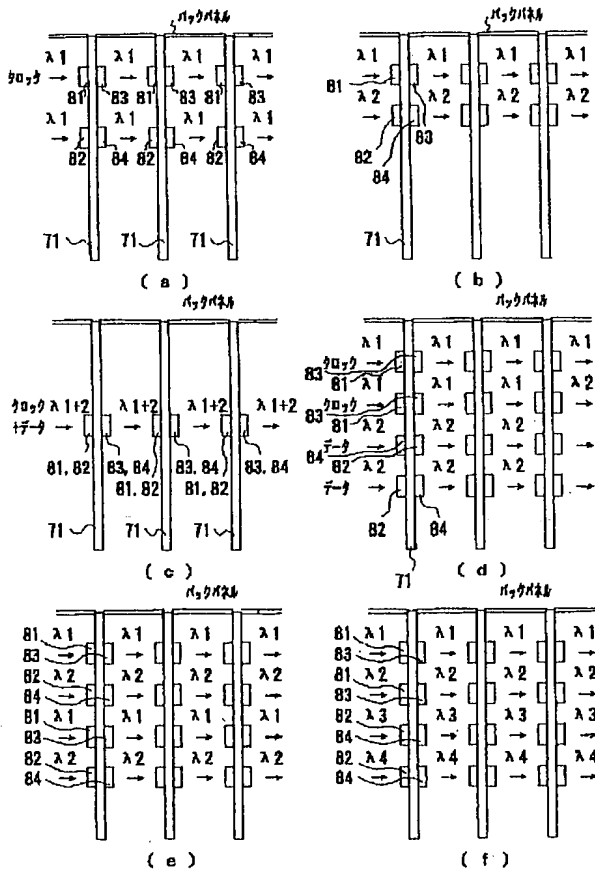 バックパネル
λ1 λ1 λ1 λ1
クロック
81 83 81 83 81 83
λ1 λ1 λ1 λ1
82 84 82 84 82 84
71 71 71
(a)
バックパネル
λ1 λ1 λ1 λ1
81
λ2 λ2 λ2 λ2
83
82
84
71
(b)
バックパネル
クロック λ1+2 λ1+2 λ1+2 λ1+2
+データ
81,82 83,84 83,84 83,84
81,82 81,82
71 71 71
(c)
バックパネル
λ1 λ1 λ1 λ1
クロック
83
81 λ1 λ1 λ1 λ2
クロック
83
81 λ2 λ2 λ2 λ2
データ
84
82 λ2 λ2 λ2 λ2
データ
82 84
71
(d)
バックパネル
81 λ1 λ1 λ1 λ1
83
82 λ2 λ2 λ2 λ2
84
81 λ1 λ1 λ1 λ1
83
82 λ2 λ2 λ2 λ2
84
(e)
バックパネル
81 λ1 λ1 λ1 λ1
83
81 λ2 λ2 λ2 λ2
83
82 λ3 λ3 λ3 λ3
84
82 λ4 λ4 λ4 λ4
84
(f)